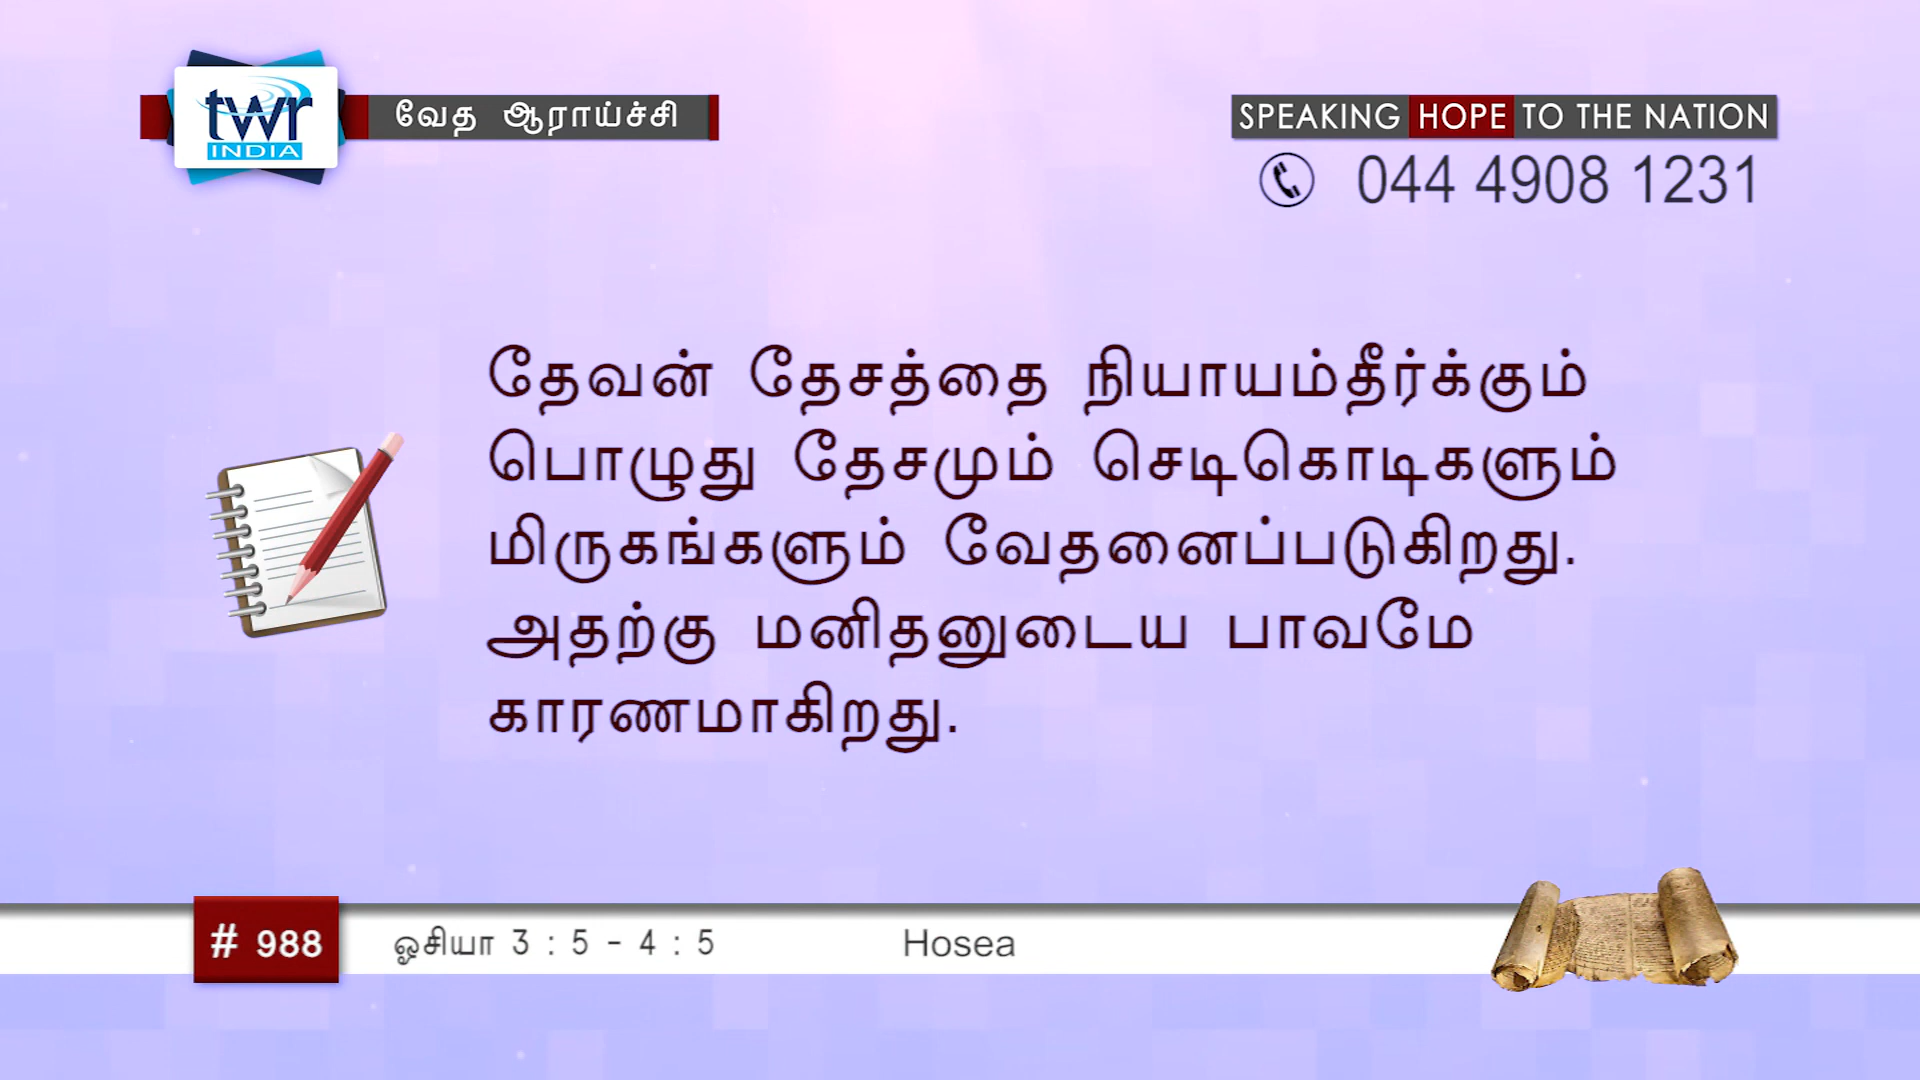 twr
INDIA
வேத ஆராய்ச்சி
SPEAKING HOPE TO THE NATION
044 4908 1231
தேவன் தேசத்தை நியாயம்தீர்க்கும்
பொழுது தேசமும் செடிகொடிகளும்
மிருகங்களும் வேதனைப்படுகிறது.
அதற்கு மனிதனுடைய பாவமே
காரணமாகிறது.
# 988
ஓசியா 3 : 5 - 4 : 5
Hosea